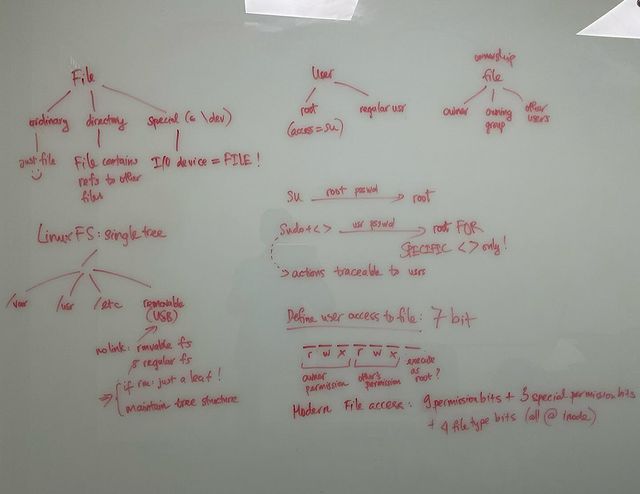 File
ordinary directory special (∈ \dev)
just file File contains I/O device = FILE !
refs to other
files
User
root regular usr
(access=su)
ownership
file
owner owning other
group users
su root passwd root
sudo + < > usr passwd root FOR
SPECIFIC < > only!
actions traceable to usrs
Linux FS: single tree
/var /usr /etc removable
(USB)
no link: rmvable fs
& regular fs
if rm: just a leaf !
maintain tree structure
Define user access to file: 7 bit
r w x r w x execute
as
root ?
owner other's
permission permission
Modern File access: 9 permission bits + 3 special permission bits
+ 4 file type bits (all @ inode)